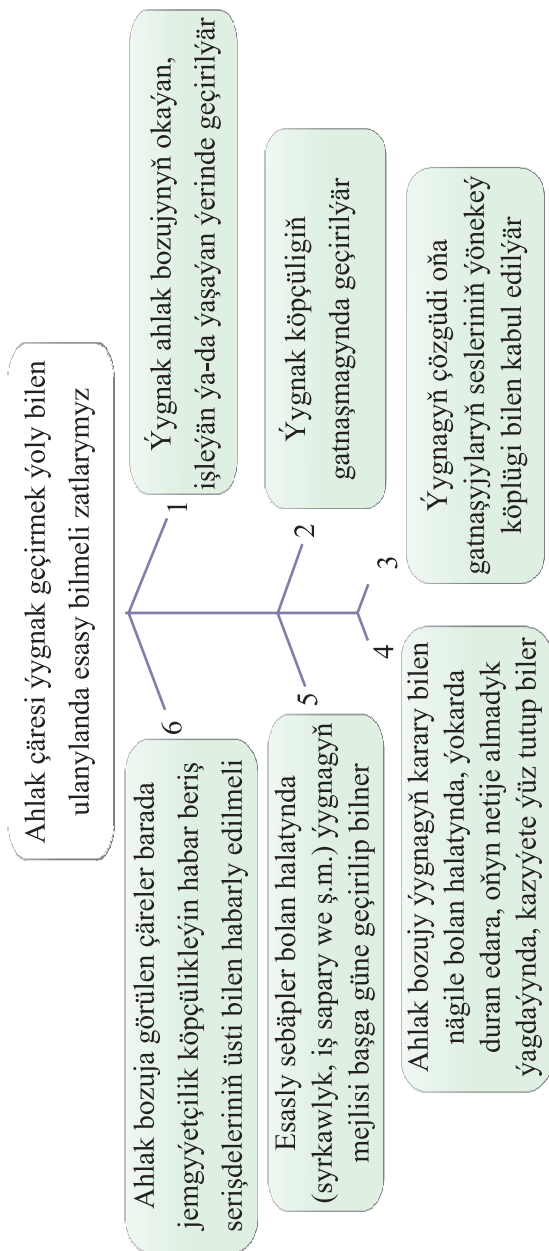 Ahlak çäresi ýygnak geçirmek ýoly bilen
ulanylanda esasy bilmeli zatlarymyz
1
Ýygnak ahlak bozujynyň okaýan,
işleýän ýa-da ýaşaýan ýerinde geçirilýär
2
Ýygnak köpçüligiň
gatnaşmagynda geçirilýär
3
Ýygnagyň çözgüdi oňa
gatnaşyjylaryň sesleriniň ýönekeý
köplügi bilen kabul edilýär
4
Ahlak bozujy ýygnagyň karary bilen
nägile bolan halatynda, ýokarda
duran edara, oňyn netije almadyk
ýagdaýynda, kazyýete ýüz tutup biler
5
Esasly sebäpler bolan halatynda
(syrkawlyk, iş sapary we ş.m.) ýygnagyň
mejlisi başga güne geçirilip bilner
6
Ahlak bozuja görülen çäreler barada
jemgyýetçilik köpçülikleýin habar beriş
serişdeleriniň üsti bilen habarly edilmeli